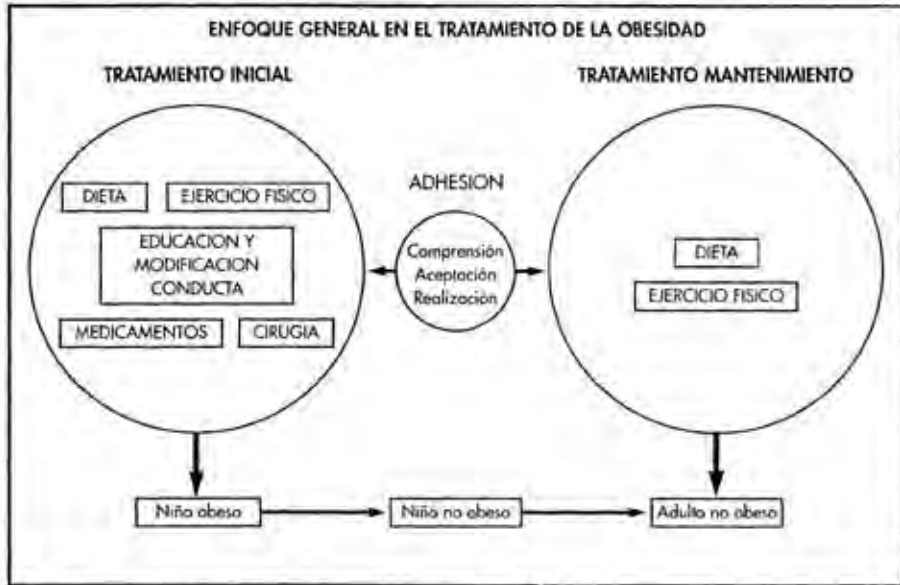 ENFOQUE GENERAL EN EL TRATAMIENTO DE LA OBESIDAD
TRATAMIENTO INICIAL
TRATAMIENTO MANTENIMIENTO
DIETA
EJERCICIO FISICO
EDUCACION Y
MODIFICACION
CONDUCTA
MEDICAMENTOS
CIRUGIA
ADHESION
Comprensión
Aceptación
Realización
DIETA
EJERCICIO FISICO
Niño obeso
Niño no obeso
Adulto no obeso